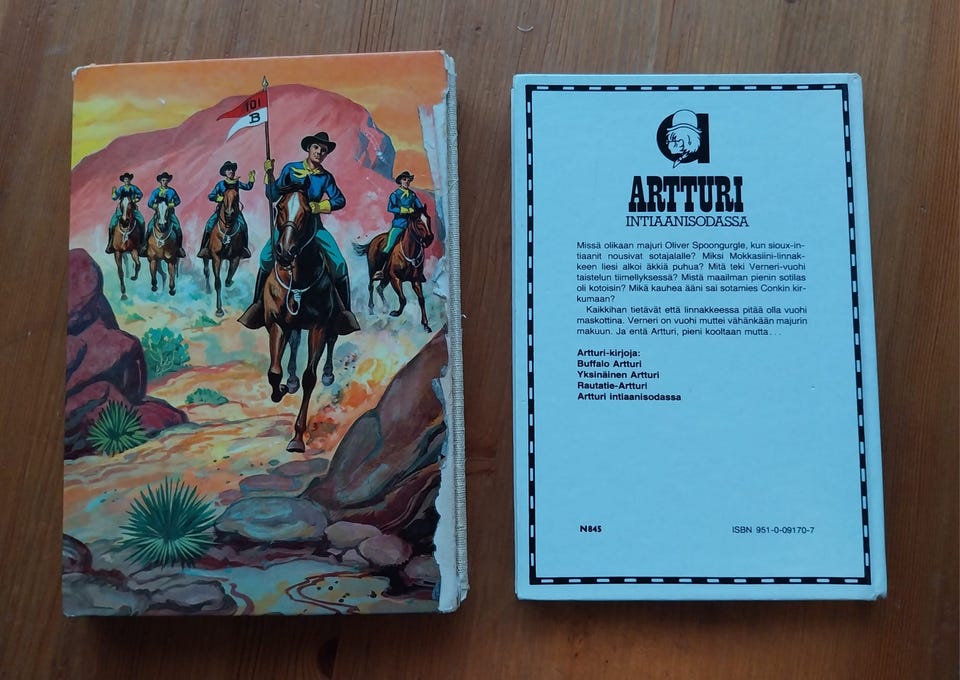 101
B
a
ARTTURI
INTIAANISODASSA
Missä olikaan majuri Oliver Spoongurgle, kun sioux-in-
tiaanit nousivat sotajalalle? Miksi Mokkasiini-linnak-
keen liesi alkoi äkkiä puhua? Mitä teki Verneri-vuohi
taistelun tiimellyksessä? Mistä maailman pienin sotilas
oli kotoisin? Mikä kauhea ääni sai sotamies Conkin kir-
kumaan?
Kaikkihan tietävät että linnakkeessa pitää olla vuohi
maskottina. Verneri on vuohi muttei vähänkään majurin
makuun. Ja entä Artturi, pieni kooltaan mutta...
Artturi-kirjoja:
Buffalo Artturi
Yksinäinen Artturi
Rautatie-Artturi
Artturi intiaanisodassa
N845
ISBN 951-0-09170-7